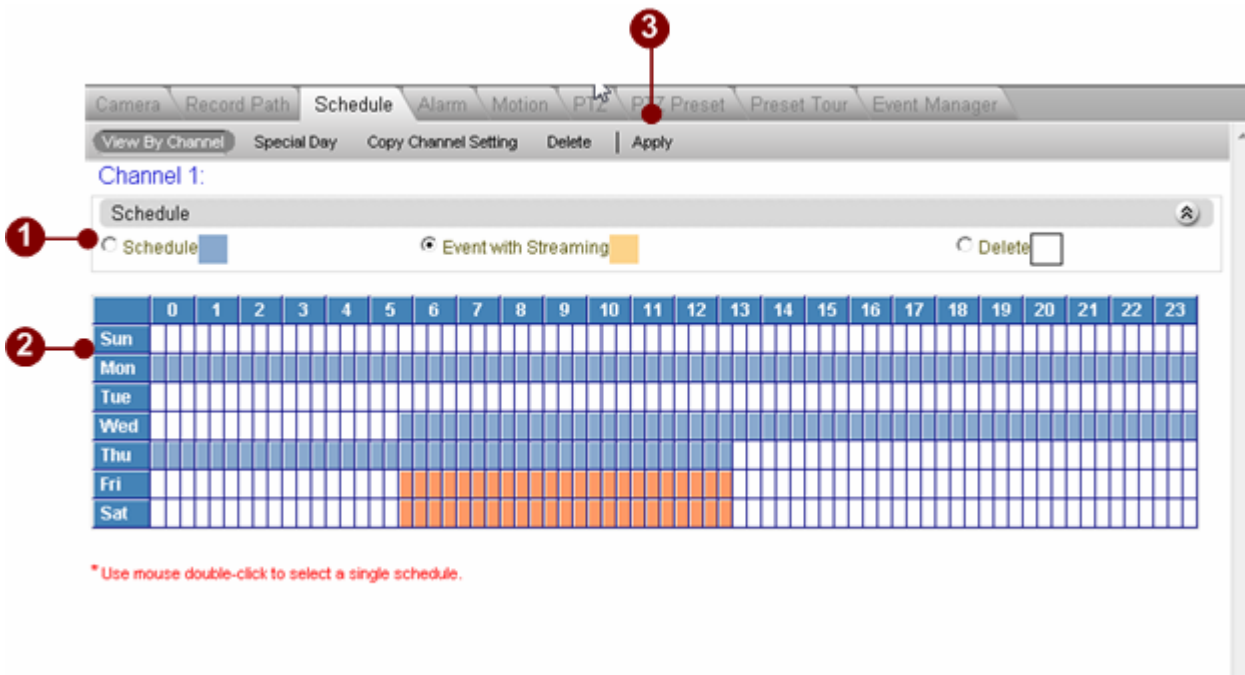 3
Camera Record Path Schedule Alarm Motion PTZ PTZ Preset Preset Tour Event Manager
View By Channel Special Day Copy Channel Setting Delete | Apply
Channel 1:
Schedule
1 Schedule Event with Streaming Delete
0 1 2 3 4 5 6 7 8 9 10 11 12 13 14 15 16 17 18 19 20 21 22 23
2 Sun
Mon
Tue
Wed
Thu
Fri
Sat
*Use mouse double-click to select a single schedule.